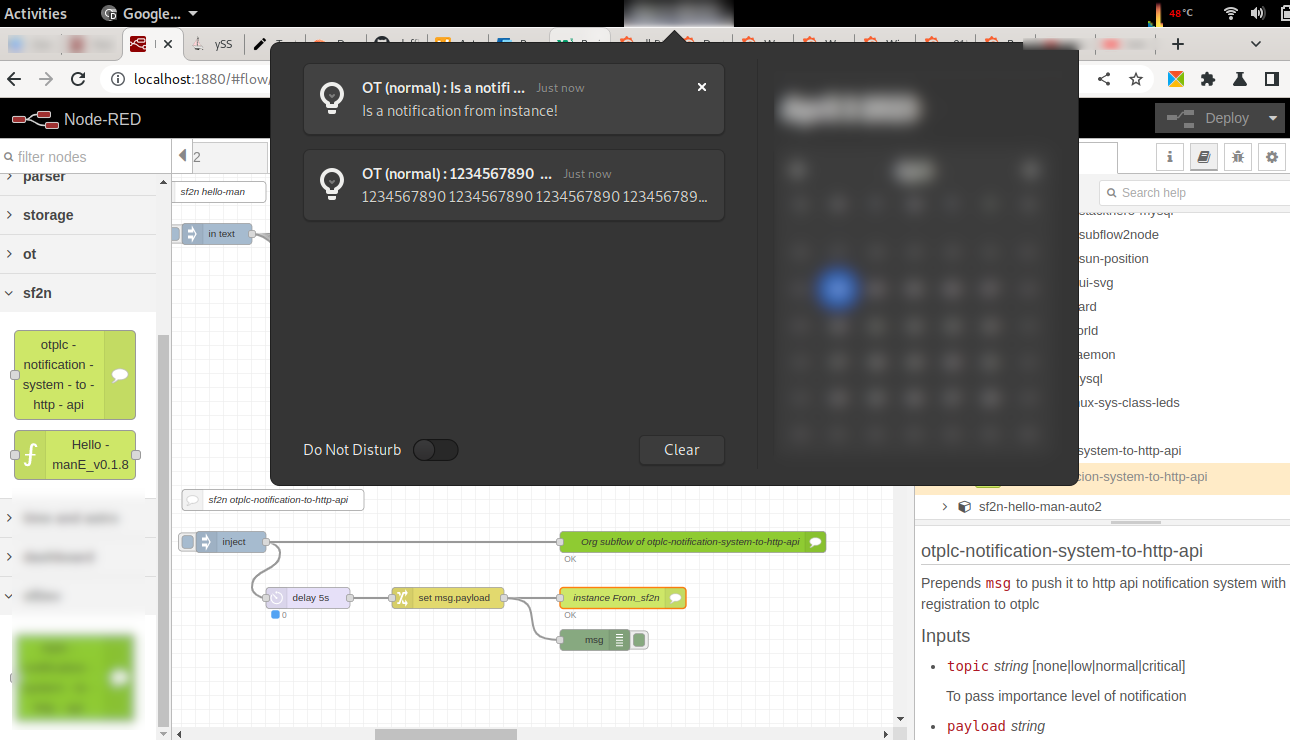 Activities
Google...
48°C
ySS
localhost:1880/#flow/
Node-RED
Deploy
filter nodes
2
parser
storage
ot
sf2n
otplc -
notification -
system - to -
http - api
Hello -
manE_v0.1.8
sf2n hello-man
in text
OT (normal) : Is a notifi ...
Just now
Is a notification from instance!
OT (normal) : 1234567890 ...
Just now
1234567890 1234567890 1234567890 123456789...
Do Not Disturb
Clear
sf2n otplc-notification-to-http-api
inject
Org subflow of otplc-notification-system-to-http-api
OK
delay 5s
0
set msg.payload
instance From_sf2n
OK
msg
Search help
subflow2node
sun-position
ui-svg
ard
orld
aemon
ysql
nux-sys-class-leds
system-to-http-api
cion-system-to-http-api
sf2n-hello-man-auto2
otplc-notification-system-to-http-api
Prepends msg to push it to http api notification system with
registration to otplc
Inputs
topic string [none|low|normal|critical]
To pass importance level of notification
payload string